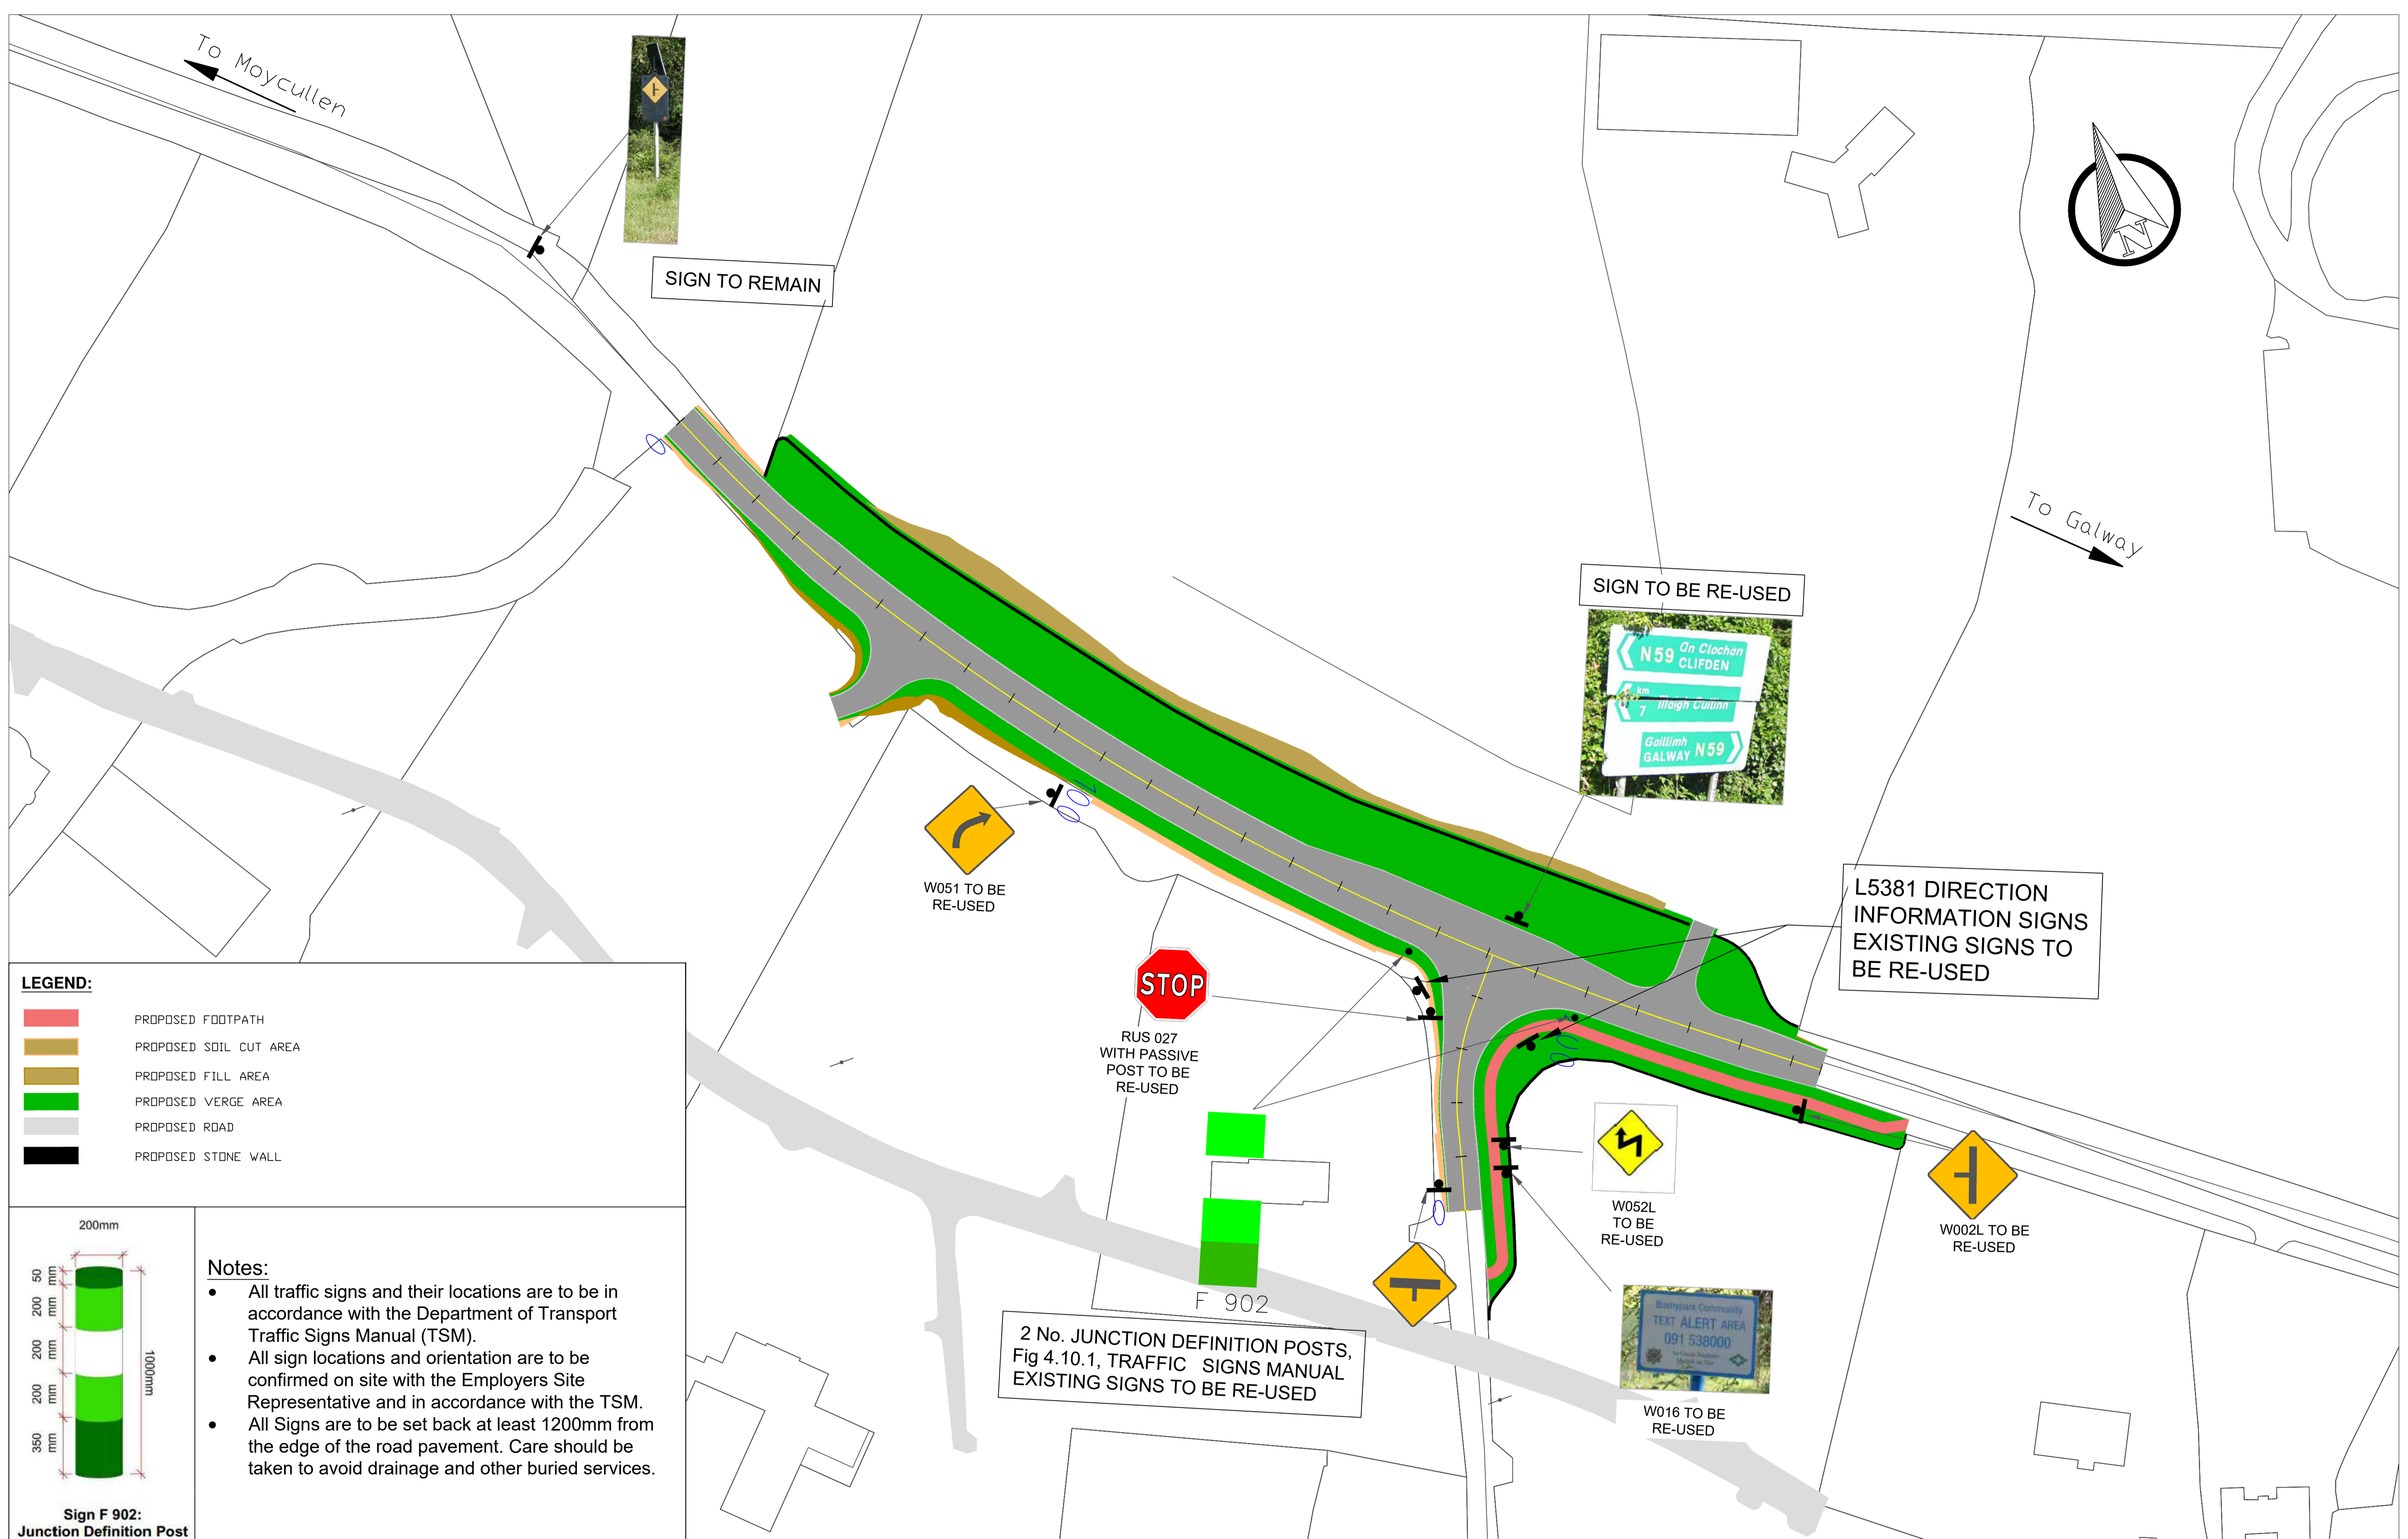 To Moycullen
SIGN TO REMAIN
N
To Galway
SIGN TO BE RE-USED
N59 An Clochán
CLIFDEN
km
7 Maigh Cuilinn
Gaillimh
GALWAY N59
W051 TO BE
RE-USED
L5381 DIRECTION
INFORMATION SIGNS
EXISTING SIGNS TO
BE RE-USED
STOP
RUS 027
WITH PASSIVE
POST TO BE
RE-USED
W052L
TO BE
RE-USED
W002L TO BE
RE-USED
F 902
2 No. JUNCTION DEFINITION POSTS,
Fig 4.10.1, TRAFFIC SIGNS MANUAL
EXISTING SIGNS TO BE RE-USED
Bushypark Community
TEXT ALERT AREA
091 538000
An Garda Síochána
W016 TO BE
RE-USED
LEGEND:
PROPOSED FOOTPATH
PROPOSED SOIL CUT AREA
PROPOSED FILL AREA
PROPOSED VERGE AREA
PROPOSED ROAD
PROPOSED STONE WALL
200mm
50 mm
200 mm
200 mm
200 mm
350 mm
1000mm
Sign F 902:
Junction Definition Post
Notes:
● All traffic signs and their locations are to be in
accordance with the Department of Transport
Traffic Signs Manual (TSM).
● All sign locations and orientation are to be
confirmed on site with the Employers Site
Representative and in accordance with the TSM.
● All Signs are to be set back at least 1200mm from
the edge of the road pavement. Care should be
taken to avoid drainage and other buried services.